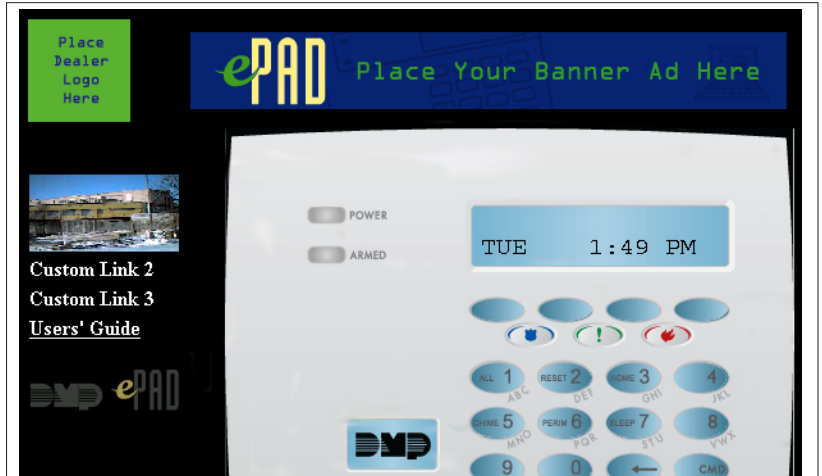 Place
Dealer
Logo
Here
ePAD
Place Your Banner Ad Here
POWER
ARMED
TUE 1:49 PM
Custom Link 2
Custom Link 3
Users' Guide
DMP ePAD
ALL 1 ABC
RESET 2 DEF
HOME 3 GHI
4 JKL
CHIME 5 MNO
PERIM 6 PQR
SLEEP 7 STU
8 VWX
DMP
9
0
CMD